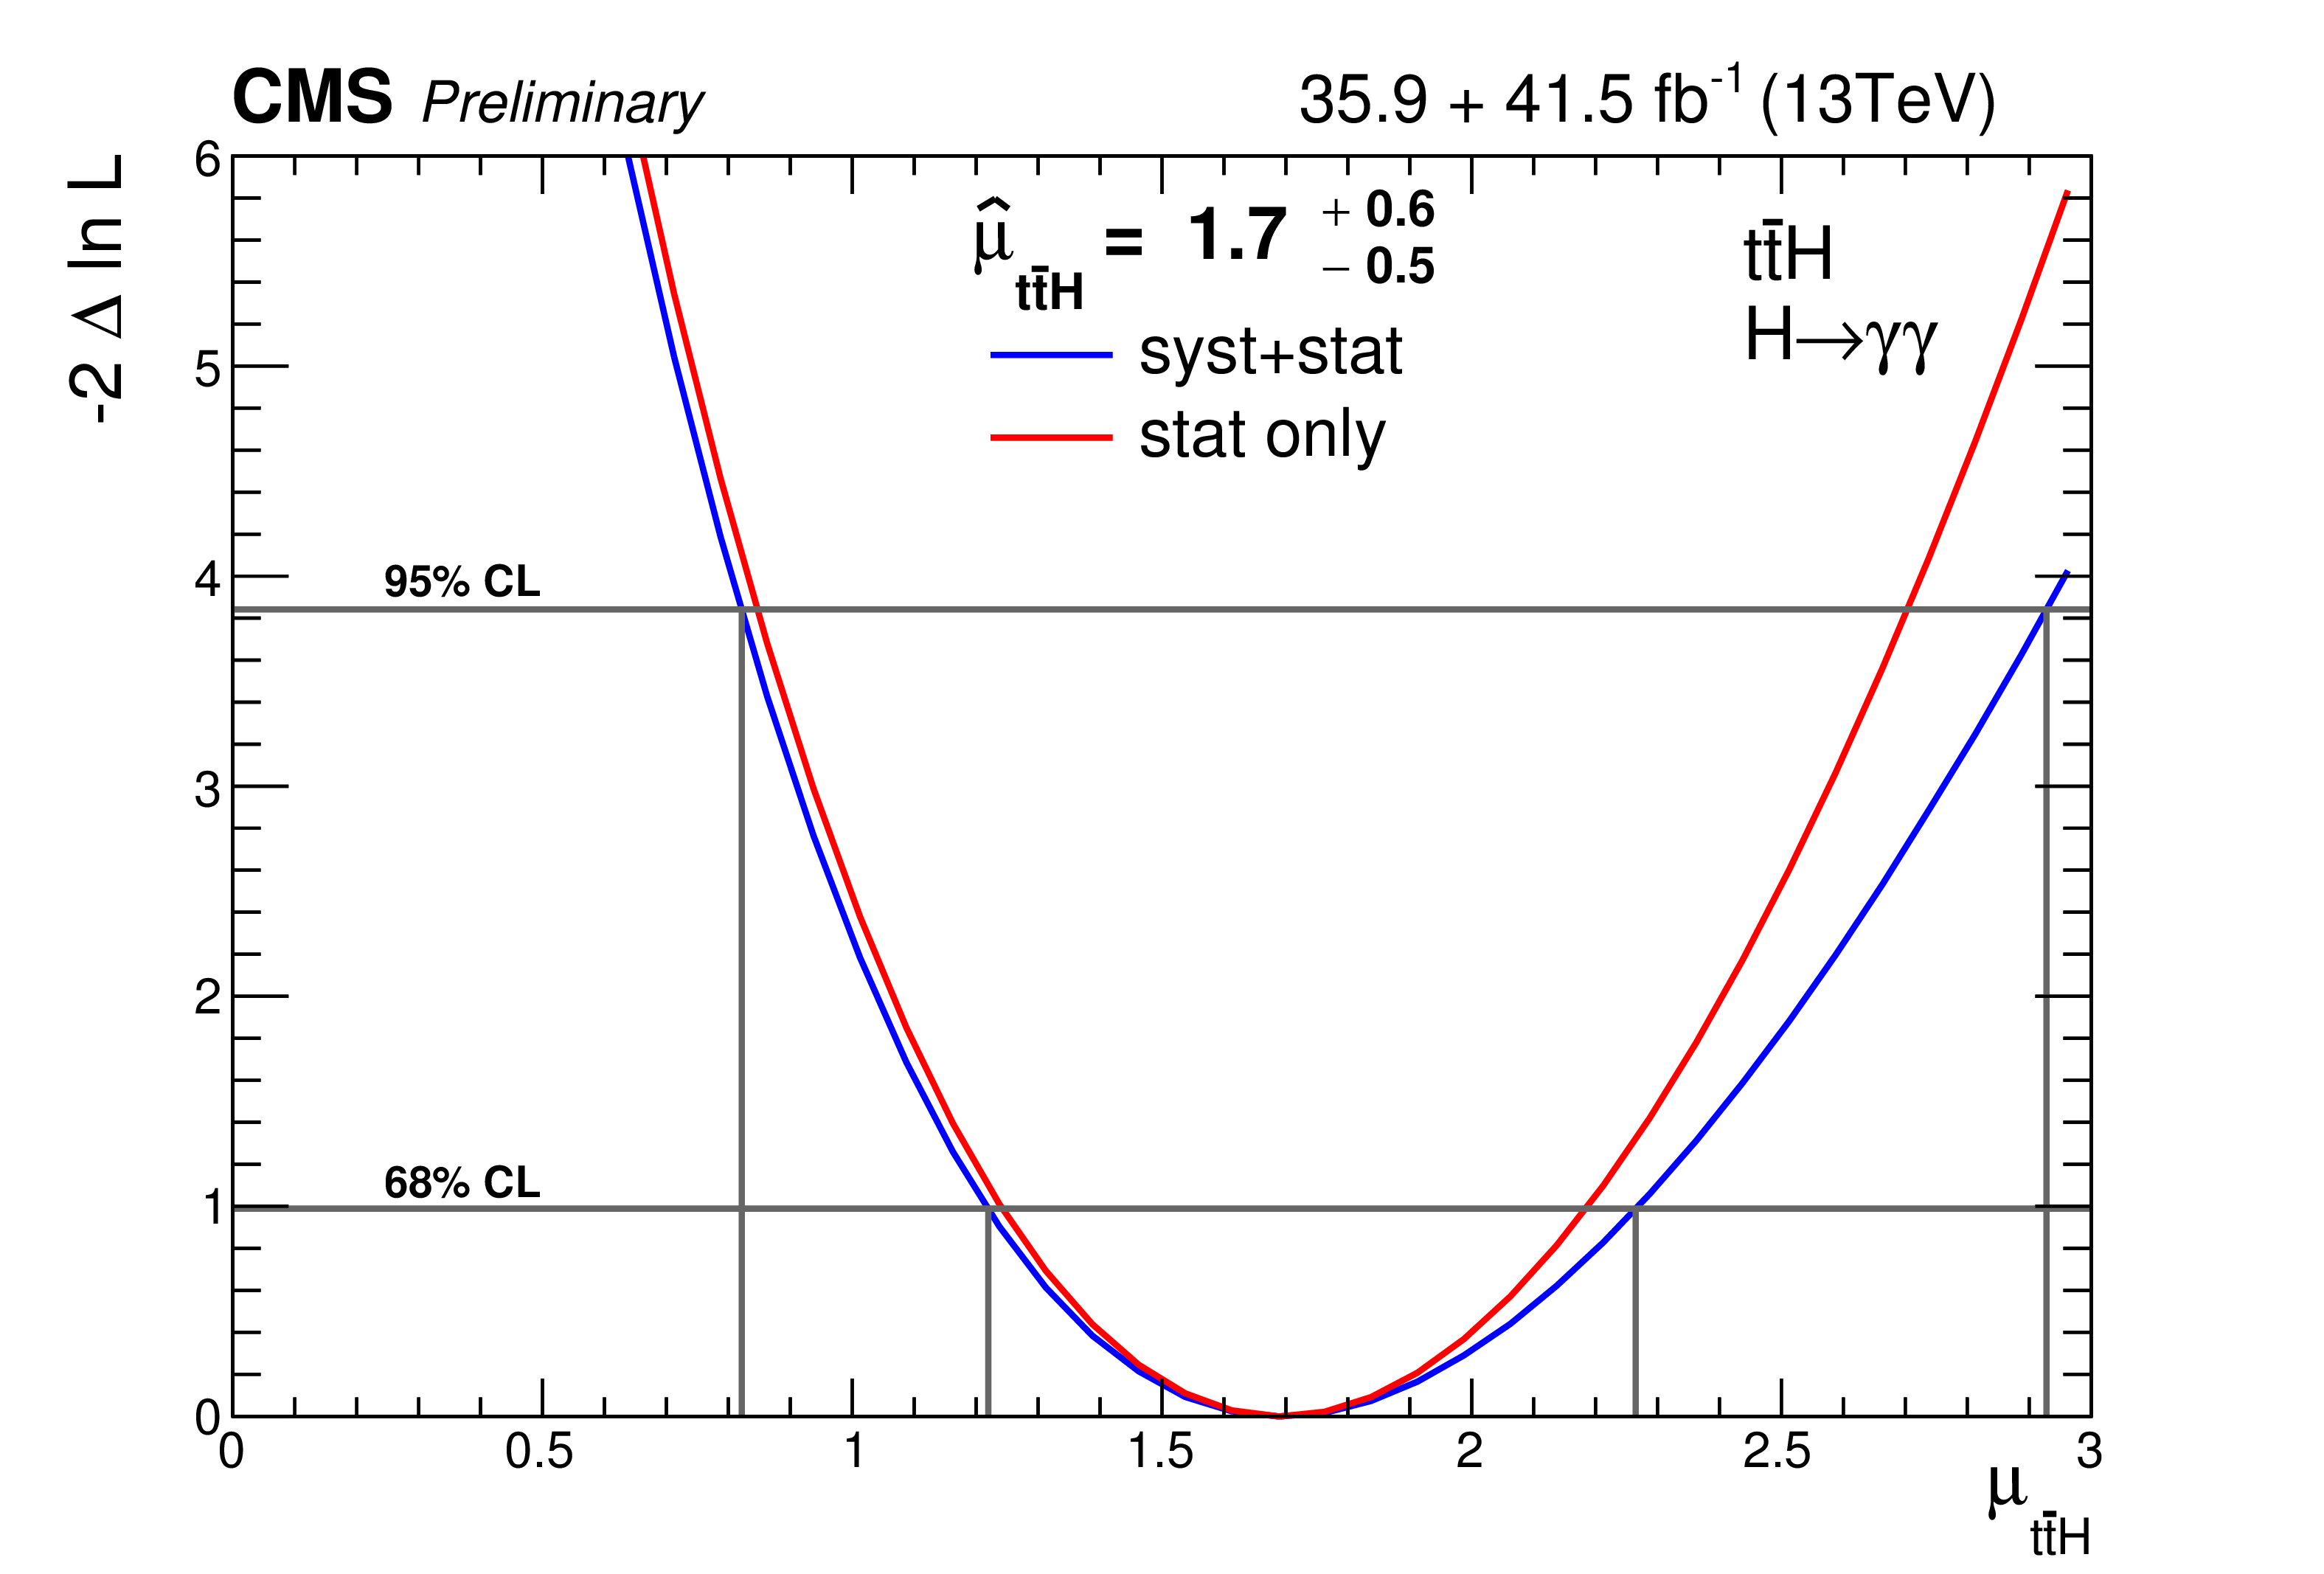 CMS Preliminary 35.9 + 41.5 fb⁻¹ (13TeV)
-2 Δ ln L
6
5
4
3
2
1
0
μ̂ tt̄H = 1.7 + 0.6 − 0.5
syst+stat
stat only
tt̄H
H→γγ
95% CL
68% CL
0 0.5 1 1.5 2 2.5 3
μ tt̄H